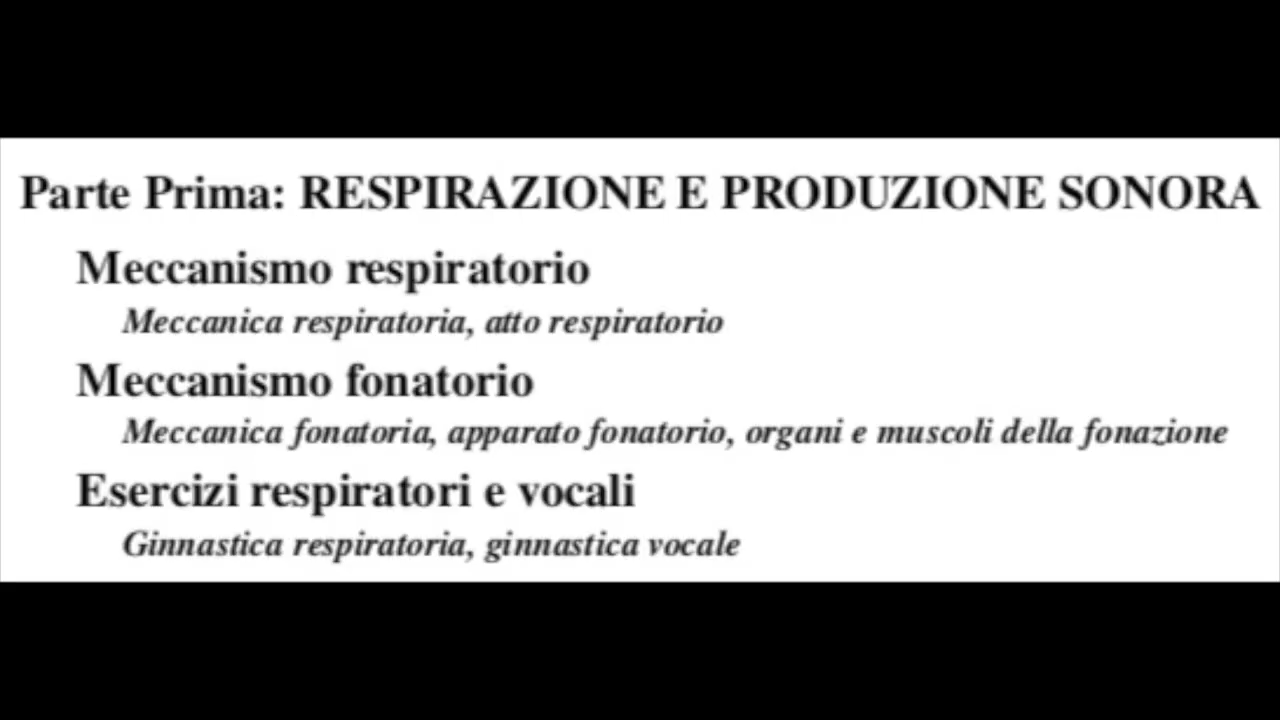 Parte Prima: RESPIRAZIONE E PRODUZIONE SONORA
Meccanismo respiratorio
Meccanica respiratoria, atto respiratorio
Meccanismo fonatorio
Meccanica fonatoria, apparato fonatorio, organi e muscoli della fonazione
Esercizi respiratori e vocali
Ginnastica respiratoria, ginnastica vocale